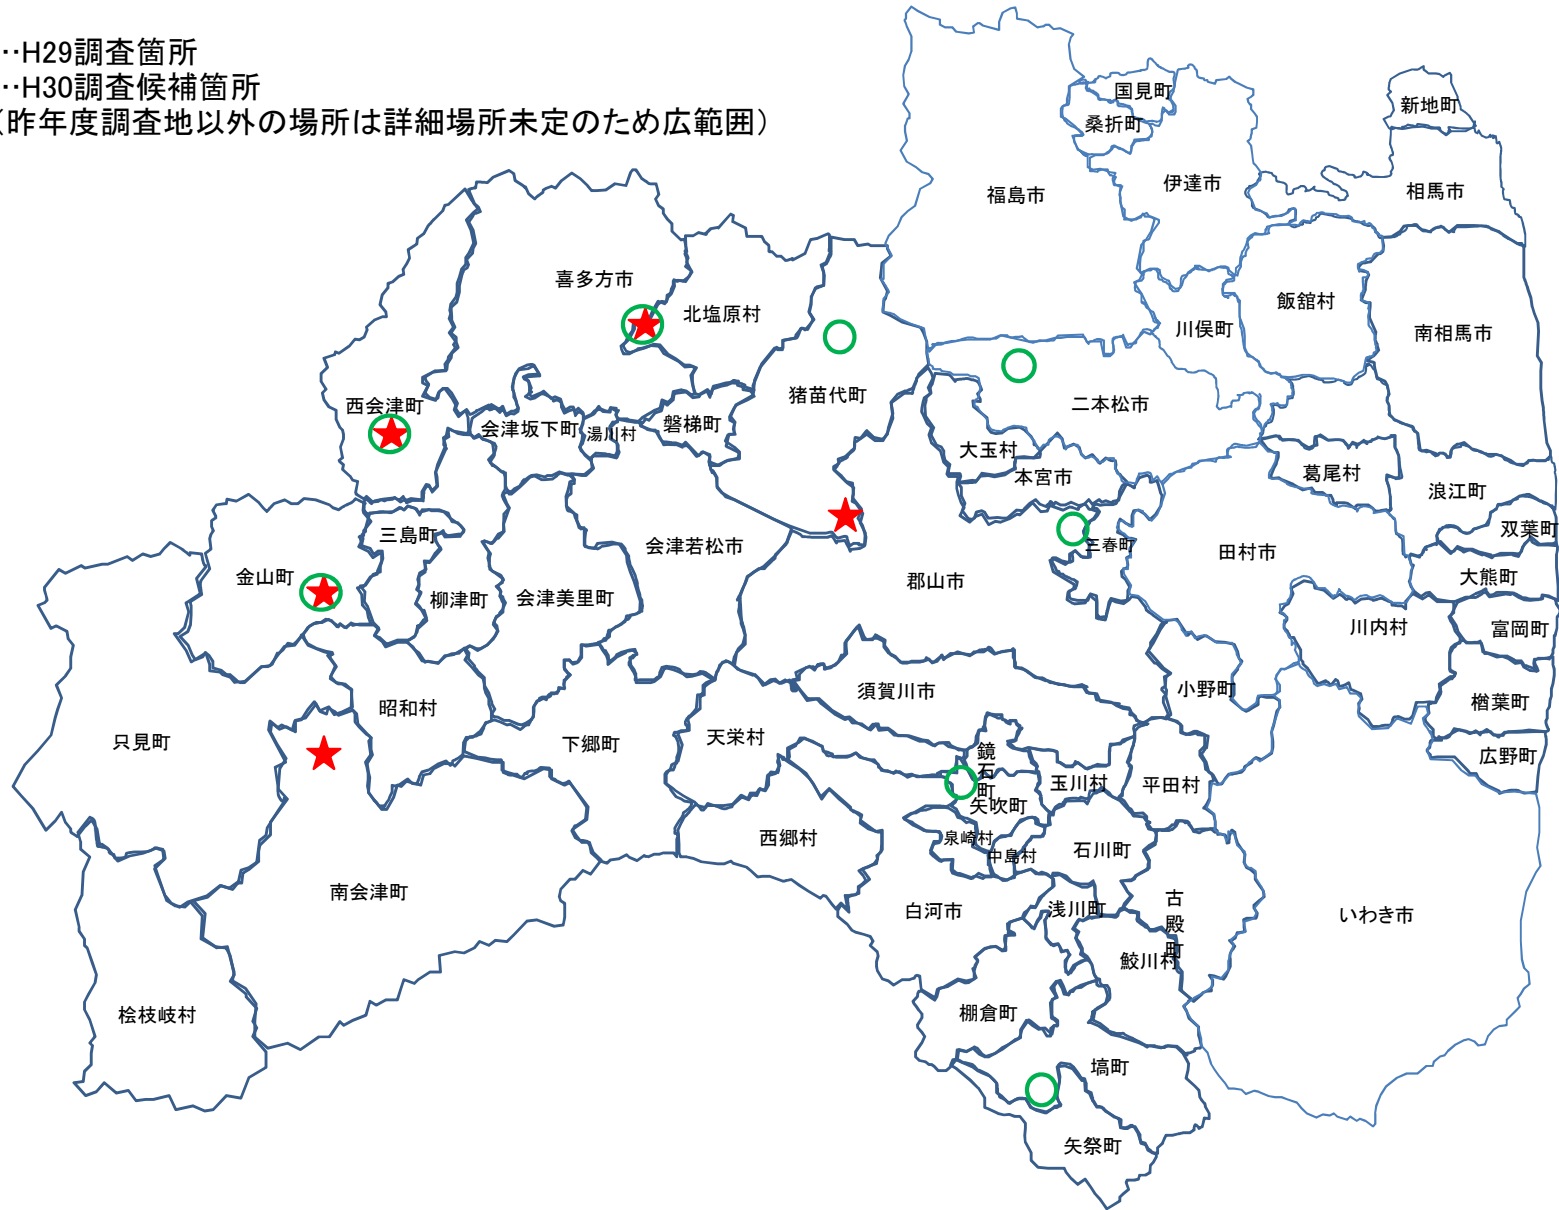 …H29調査箇所
…H30調査候補箇所
(昨年度調査地以外の場所は詳細場所未定のため広範囲)
国見町
桑折町
新地町
伊達市
相馬市
福島市
喜多方市
北塩原村
飯舘村
川俣町
南相馬市
猪苗代町
二本松市
西会津町
会津坂下町
湯川村
磐梯町
大玉村
本宮市
葛尾村
浪江町
双葉町
三島町
会津若松市
三春町
田村市
金山町
柳津町
会津美里町
郡山市
大熊町
川内村
富岡町
須賀川市
小野町
楢葉町
昭和村
只見町
下郷町
天栄村
鏡石町
広野町
玉川村
平田村
矢吹町
西郷村
泉崎村
中島村
石川町
南会津町
白河市
浅川町
古殿町
いわき市
鮫川村
桧枝岐村
棚倉町
塙町
矢祭町